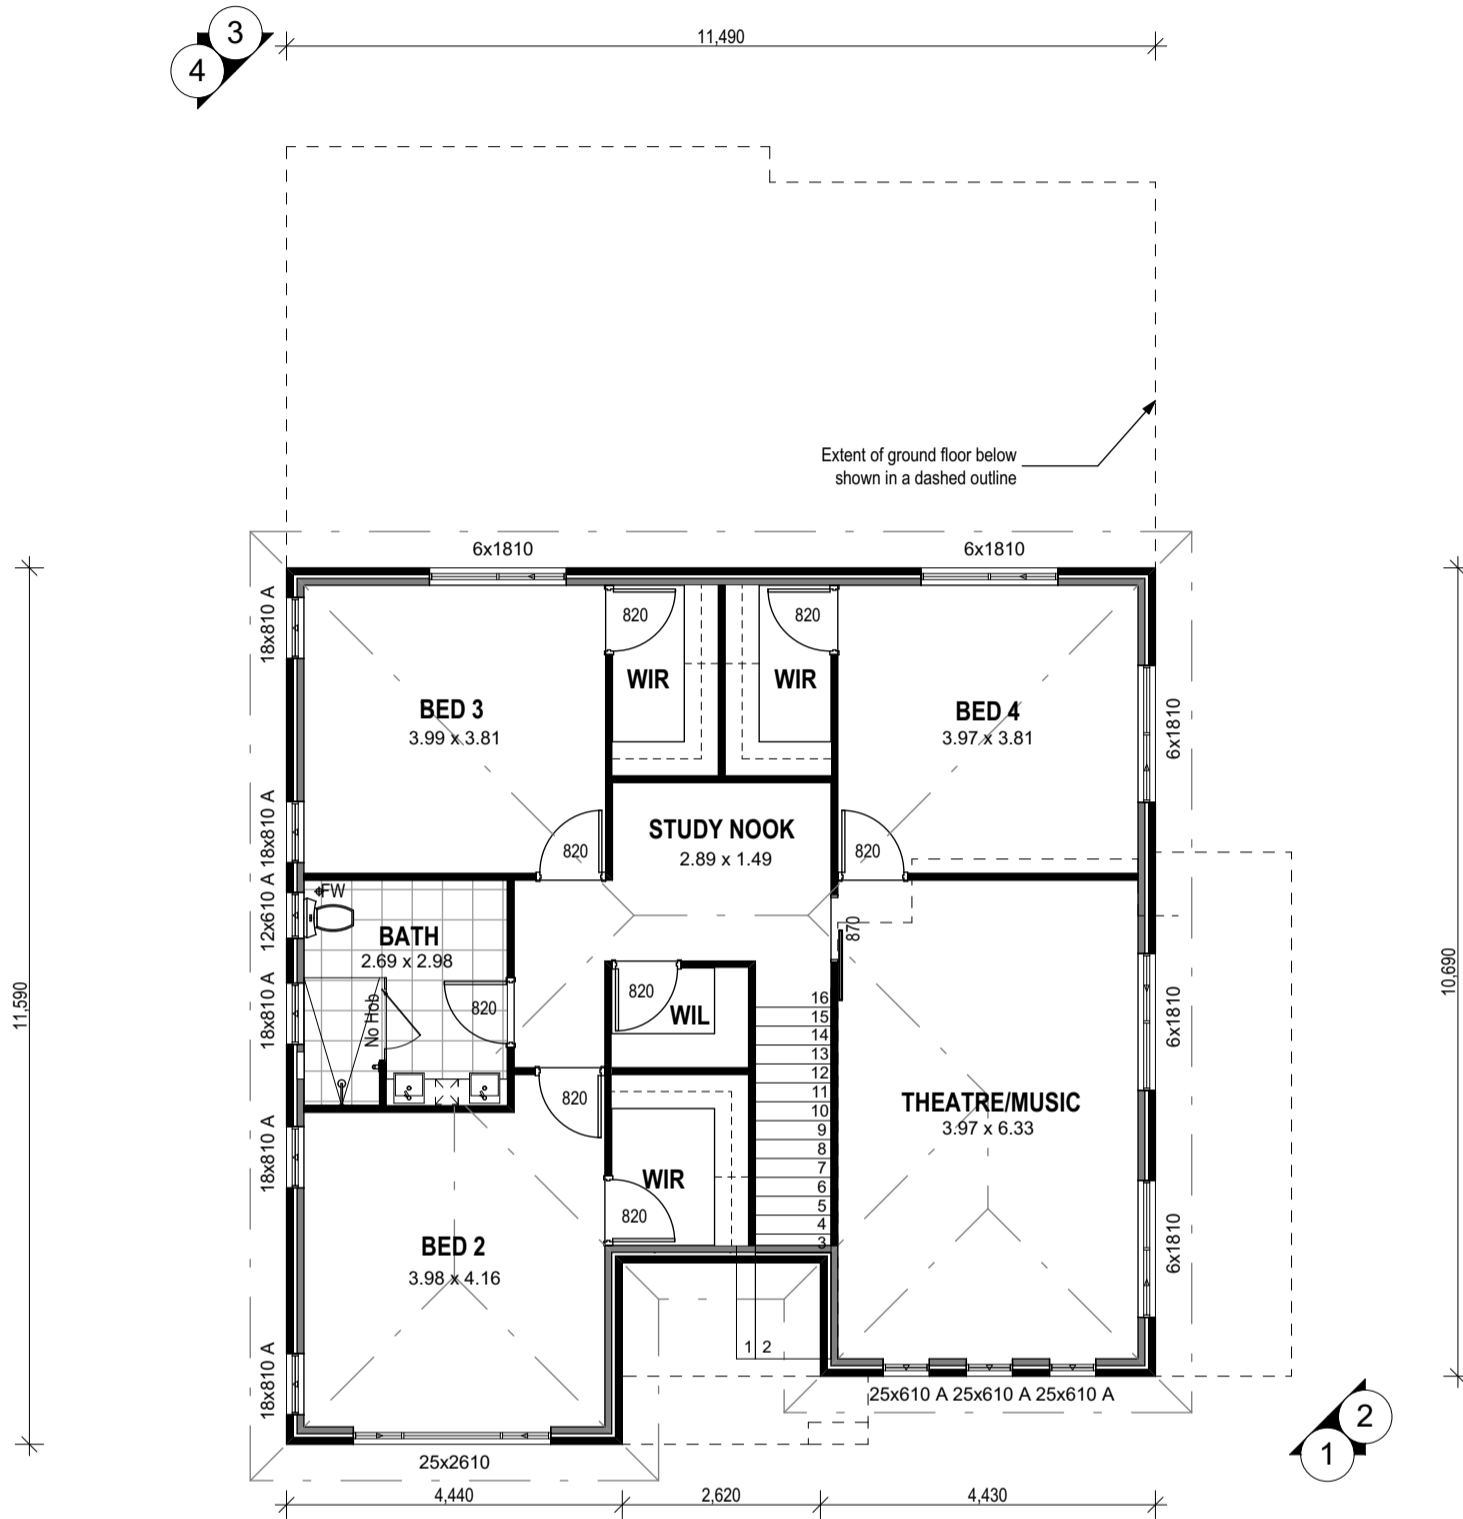 3
4
11,490
Extent of ground floor below
shown in a dashed outline
6x1810
6x1810
18x810 A
820
820
WIR
WIR
BED 3
3.99 x 3.81
BED 4
3.97 x 3.81
6x1810
18x810 A
STUDY NOOK
2.89 x 1.49
820
820
12x610 A
FW
BATH
2.69 x 2.98
870
11,590
10,690
18x810 A
No Hob
820
820
WIL
6x1810
16
15
14
13
12
11
10
9
8
7
6
5
4
3
820
THEATRE/MUSIC
3.97 x 6.33
18x810 A
WIR
820
BED 2
3.98 x 4.16
6x1810
1
2
18x810 A
25x610 A 25x610 A 25x610 A
25x2610
2
1
4,440
2,620
4,430